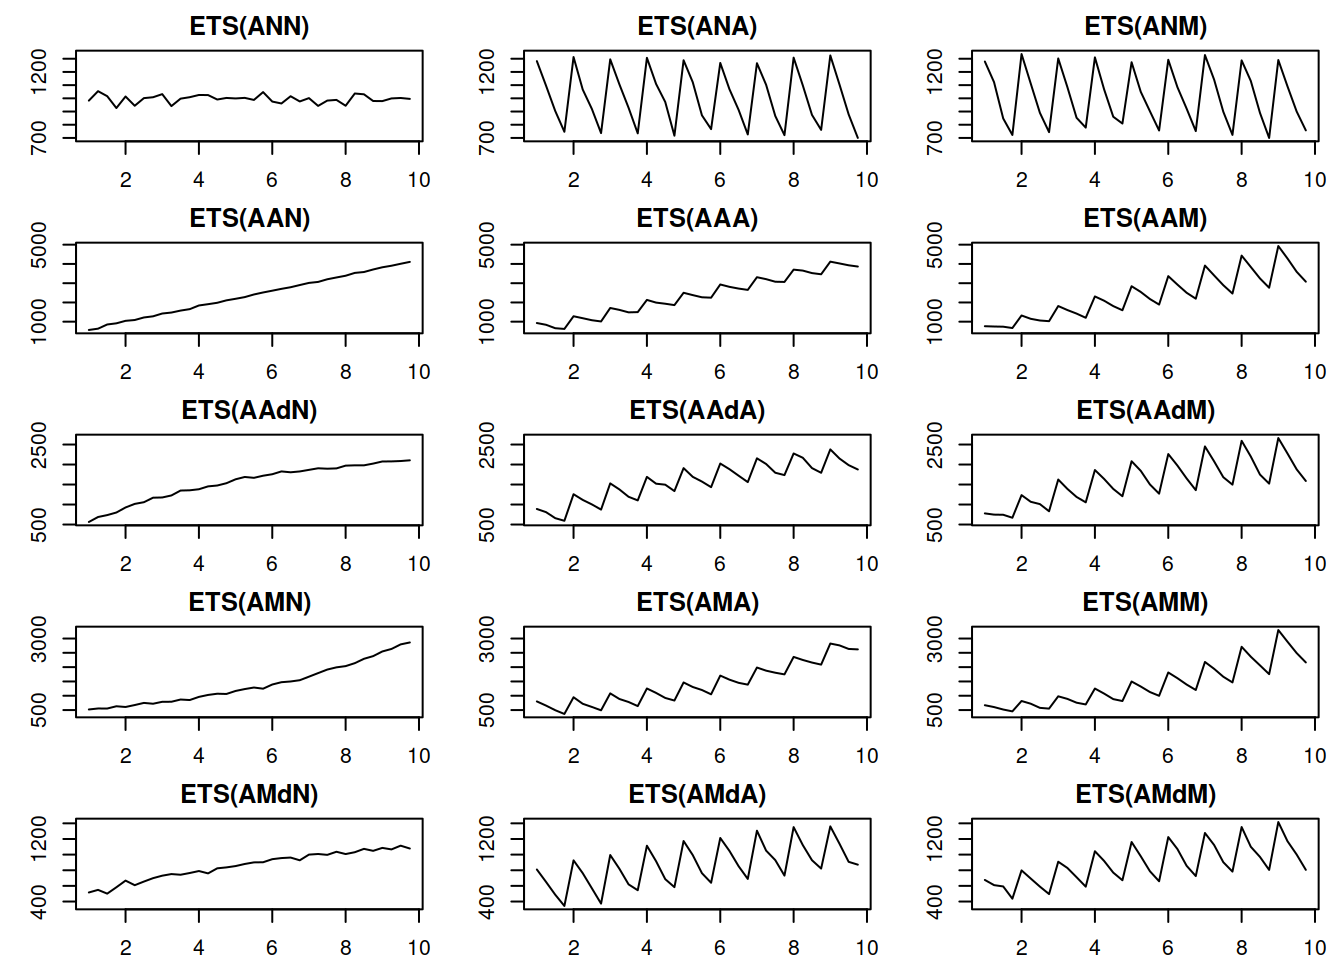 ETS(ANN) ETS(ANA) ETS(ANM)
1200 1200 1200
700 700 700
2 4 6 8 10 2 4 6 8 10 2 4 6 8 10
ETS(AAN) ETS(AAA) ETS(AAM)
5000 5000 5000
1000 1000 1000
2 4 6 8 10 2 4 6 8 10 2 4 6 8 10
ETS(AAdN) ETS(AAdA) ETS(AAdM)
2500 2500 2500
500 500 500
2 4 6 8 10 2 4 6 8 10 2 4 6 8 10
ETS(AMN) ETS(AMA) ETS(AMM)
3000 3000 3000
500 500 500
2 4 6 8 10 2 4 6 8 10 2 4 6 8 10
ETS(AMdN) ETS(AMdA) ETS(AMdM)
1200 1200 1200
400 400 400
2 4 6 8 10 2 4 6 8 10 2 4 6 8 10